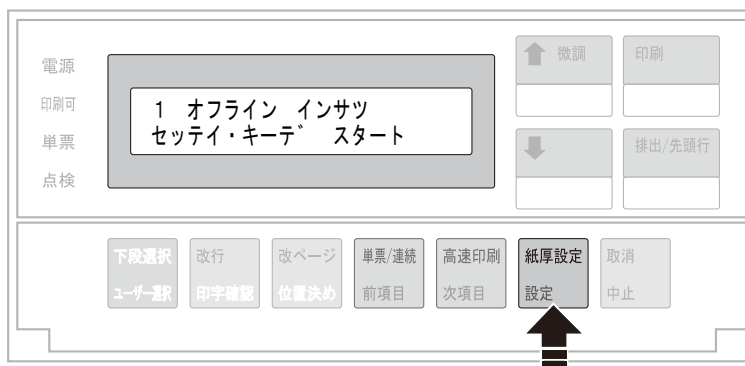 電源
印刷可
単票
点検
1 オフライン インサツ
セッテイ・キーデ゛ スタート
微調
印刷
排出/先頭行
下段選択
ユーザー選択
改行
印字確認
改ページ
位置決め
単票/連続
前項目
高速印刷
次項目
紙厚設定
設定
取消
中止